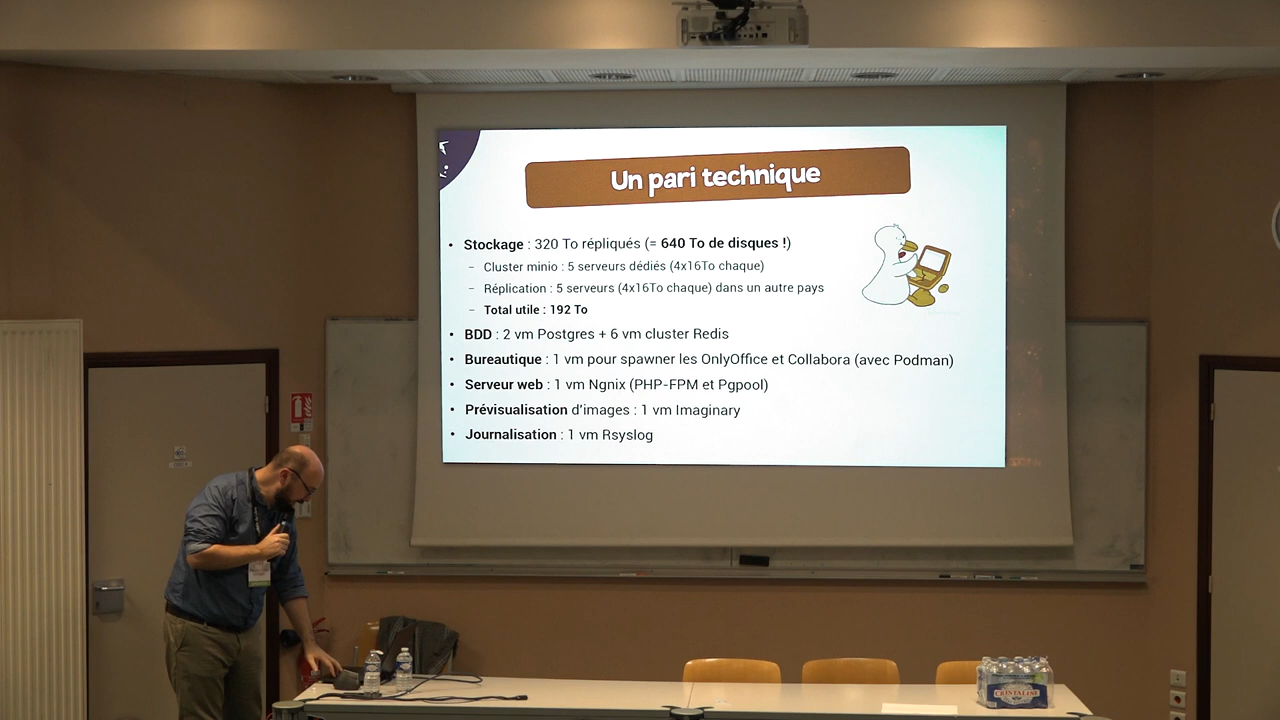 Un pari technique
• Stockage : 320 To répliqués (= 640 To de disques !)
– Cluster minio : 5 serveurs dédiés (4x16To chaque)
– Réplication : 5 serveurs (4x16To chaque) dans un autre pays
– Total utile : 192 To
• BDD : 2 vm Postgres + 6 vm cluster Redis
• Bureautique : 1 vm pour spawner les OnlyOffice et Collabora (avec Podman)
• Serveur web : 1 vm Ngnix (PHP-FPM et Pgpool)
• Prévisualisation d'images : 1 vm Imaginary
• Journalisation : 1 vm Rsyslog
CRISTALINE